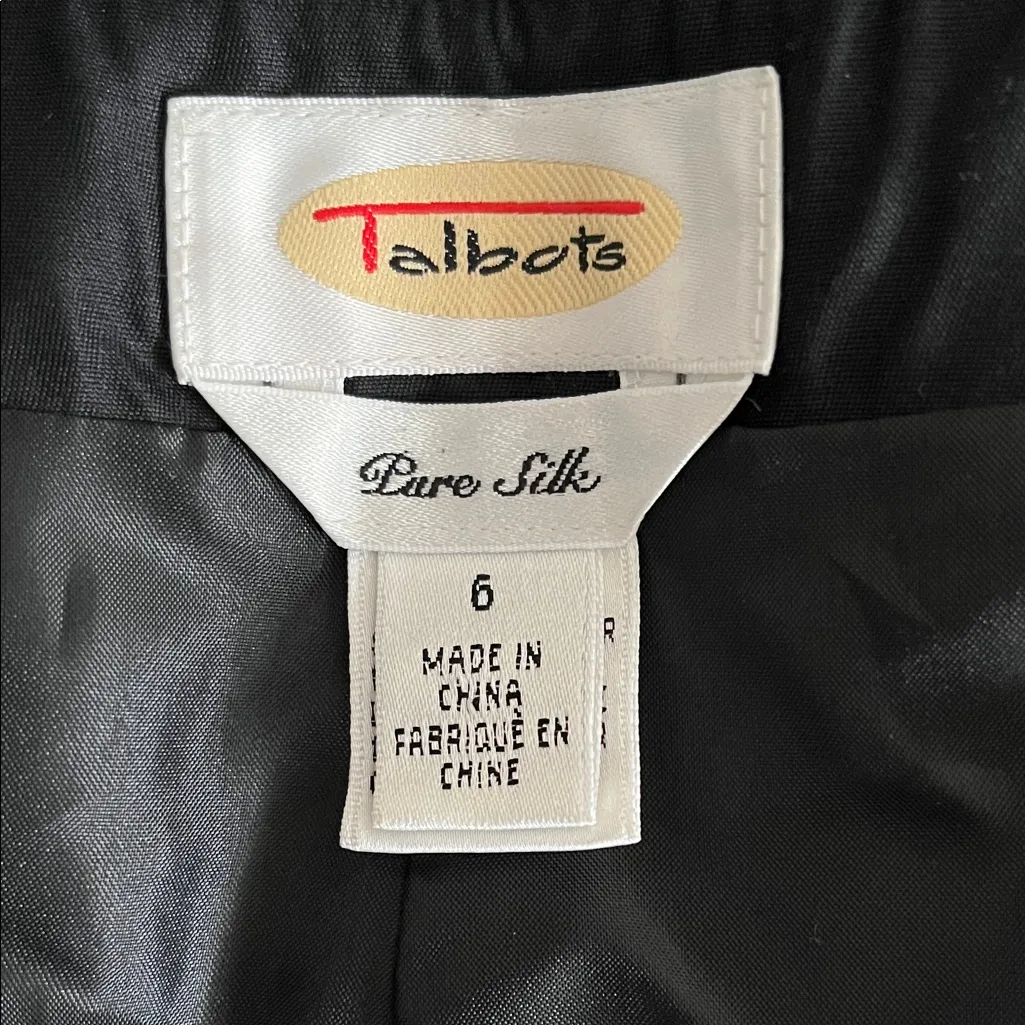 Talbots
Pure Silk
6
MADE IN
CHINA
FABRIQUÉ EN
CHINE